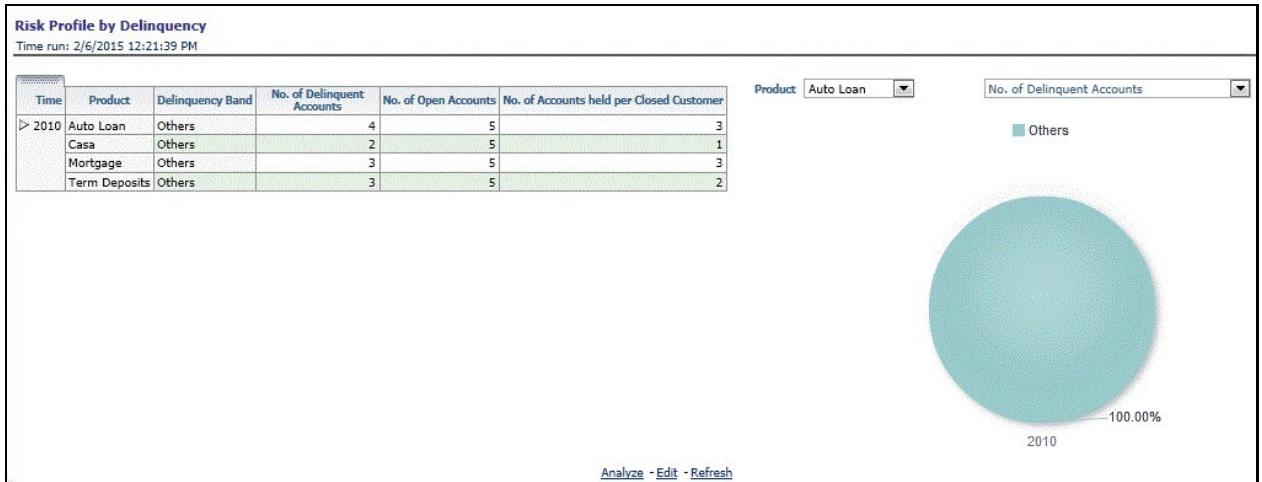 Risk Profile by Delinquency
Time run: 2/6/2015 12:21:39 PM
Time Product Delinquency Band No. of Delinquent Accounts No. of Open Accounts No. of Accounts held per Closed Customer
2010 Auto Loan Others 4 5 3
Casa Others 2 5 1
Mortgage Others 3 5 3
Term Deposits Others 3 5 2
Product Auto Loan No. of Delinquent Accounts
Others
100.00%
2010
Analyze - Edit - Refresh